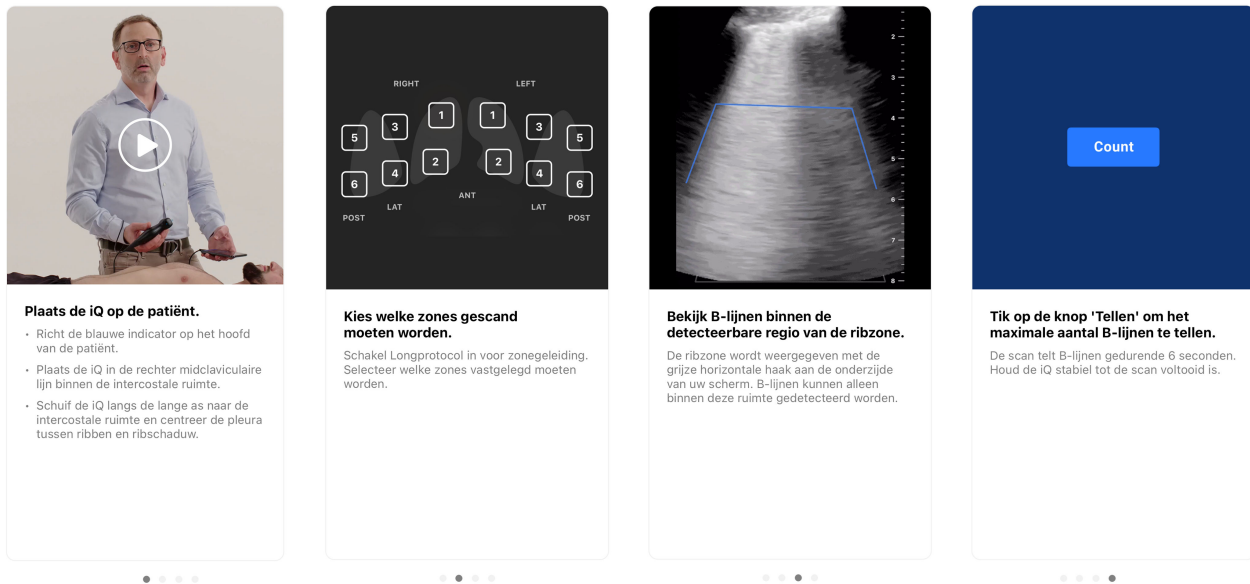 Plaats de iQ op de patiënt.
• Richt de blauwe indicator op het hoofd
van de patiënt.
• Plaats de iQ in de rechter midclaviculaire
lijn binnen de intercostale ruimte.
• Schuif de iQ langs de lange as naar de
intercostale ruimte en centreer de pleura
tussen ribben en ribschaduw.
RIGHT LEFT
1 1
3 3
5 5
2 2
4 4
6 6
ANT
LAT LAT
POST POST
Kies welke zones gescand
moeten worden.
Schakel Longprotocol in voor zonegeleiding.
Selecteer welke zones vastgelegd moeten
worden.
2
3
4
5
6
7
8
Bekijk B-lijnen binnen de
detecteerbare regio van de ribzone.
De ribzone wordt weergegeven met de
grijze horizontale haak aan de onderzijde
van uw scherm. B-lijnen kunnen alleen
binnen deze ruimte gedetecteerd worden.
Count
Tik op de knop 'Tellen' om het
maximale aantal B-lijnen te tellen.
De scan telt B-lijnen gedurende 6 seconden.
Houd de iQ stabiel tot de scan voltooid is.